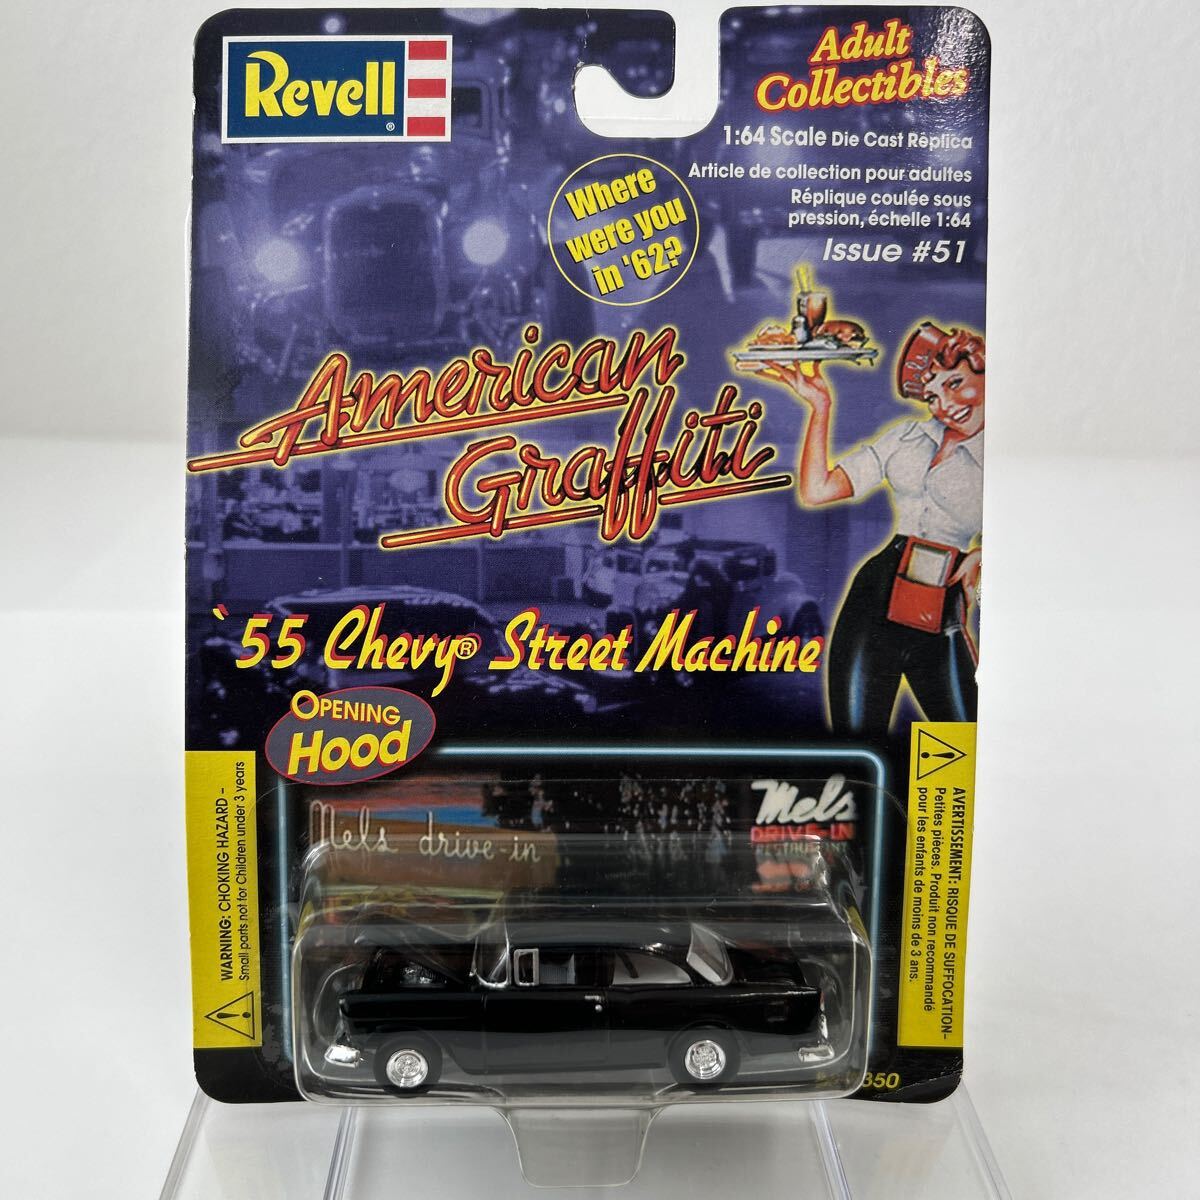 Revell®
Adult
Collectibles
1:64 Scale Die Cast Replica
Article de collection pour adultes
Réplique coulée sous
pression, échelle 1:64
Issue #51
Where
were you
in '62?
Mels
American
Graffiti
'55 Chevy® Street Machine
OPENING
Hood
WARNING: CHOKING HAZARD -
Small parts not for Children under 3 years
Mels drive-in
Mels
DRIVE-IN
RESTAURANT
AVERTISSEMENT: RISQUE DE SUFFOCATION-
Petites pièces. Produit non recommandé
pour les enfants de moins de 3 ans.